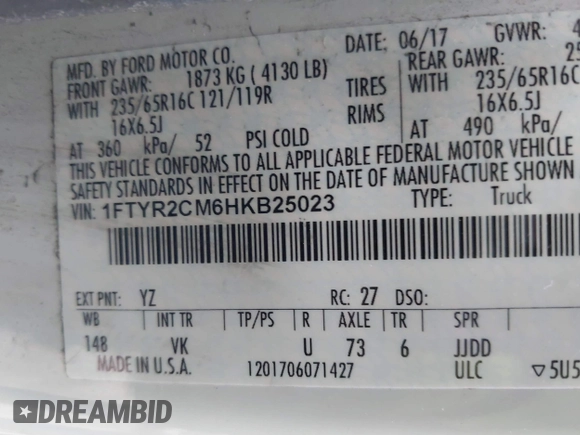 DATE: 06/17 GVWR: 4
MFD. BY FORD MOTOR CO.
FRONT GAWR: 1873 KG ( 4130 LB) REAR GAWR: 25
WITH 235/65R16C 121/119R TIRES WITH 235/65R16C
16X6.5J RIMS 16X6.5J
AT 360 kPa/ 52 PSI COLD AT 490 kPa/
THIS VEHICLE CONFORMS TO ALL APPLICABLE FEDERAL MOTOR VEHICLE
SAFETY STANDARDS IN EFFECT ON THE DATE OF MANUFACTURE SHOWN
VIN: 1FTYR2CM6HKB25023 TYPE: Truck
EXT PNT: YZ RC: 27 DSO:
WB INT TR TP/PS R AXLE TR SPR
148 VK U 73 6 JJDD
MADE IN U.S.A. 1201706071427 ULC ▽5U5
DREAMBID